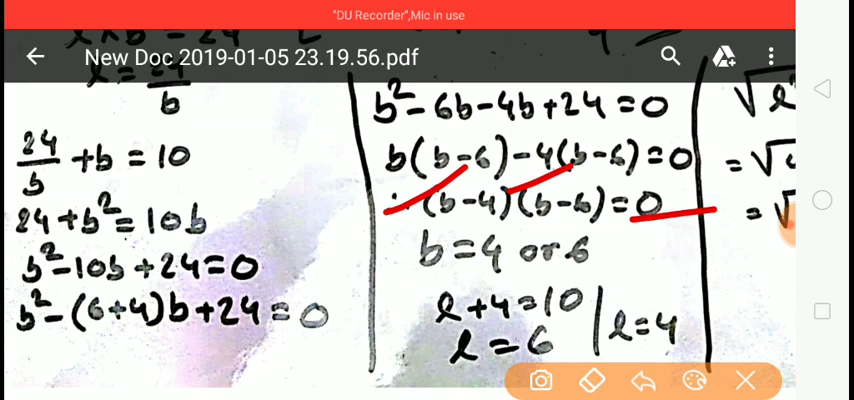 "DU Recorder",Mic in use
New Doc 2019-01-05 23.19.56.pdf
b
24/b + b = 10
24+b²=10b
b²-10b+24=0
b²-(6+4)b+24=0
b²-6b-4b+24=0
b(b-6)-4(b-6)=0
(b-4)(b-6)=0
b=4 or 6
l+4=10
l=6
l=4
√l
=√
=√